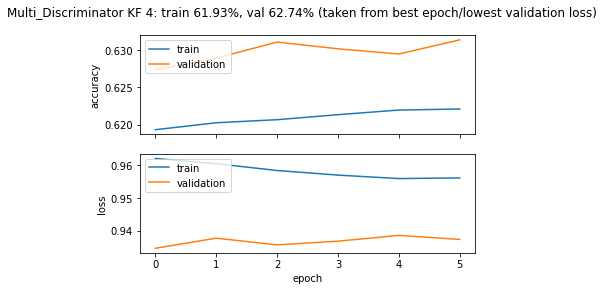 Multi_Discriminator KF 4: train 61.93%, val 62.74% (taken from best epoch/lowest validation loss)
0.630
0.625
0.620
accuracy
train
validation
0.96
0.95
0.94
loss
train
validation
0 1 2 3 4 5
epoch